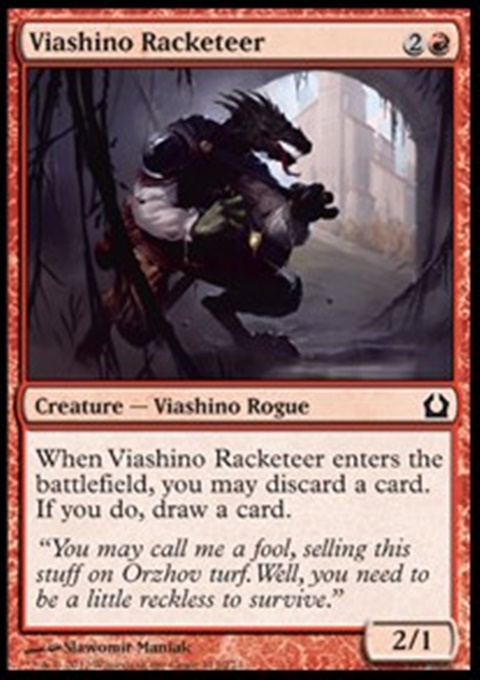 Viashino Racketeer 2
Creature — Viashino Rogue
When Viashino Racketeer enters the
battlefield, you may discard a card.
If you do, draw a card.
“You may call me a fool, selling this
stuff on Orzhov turf. Well, you need to
be a little reckless to survive.”
2/1
Slawomir Maniak